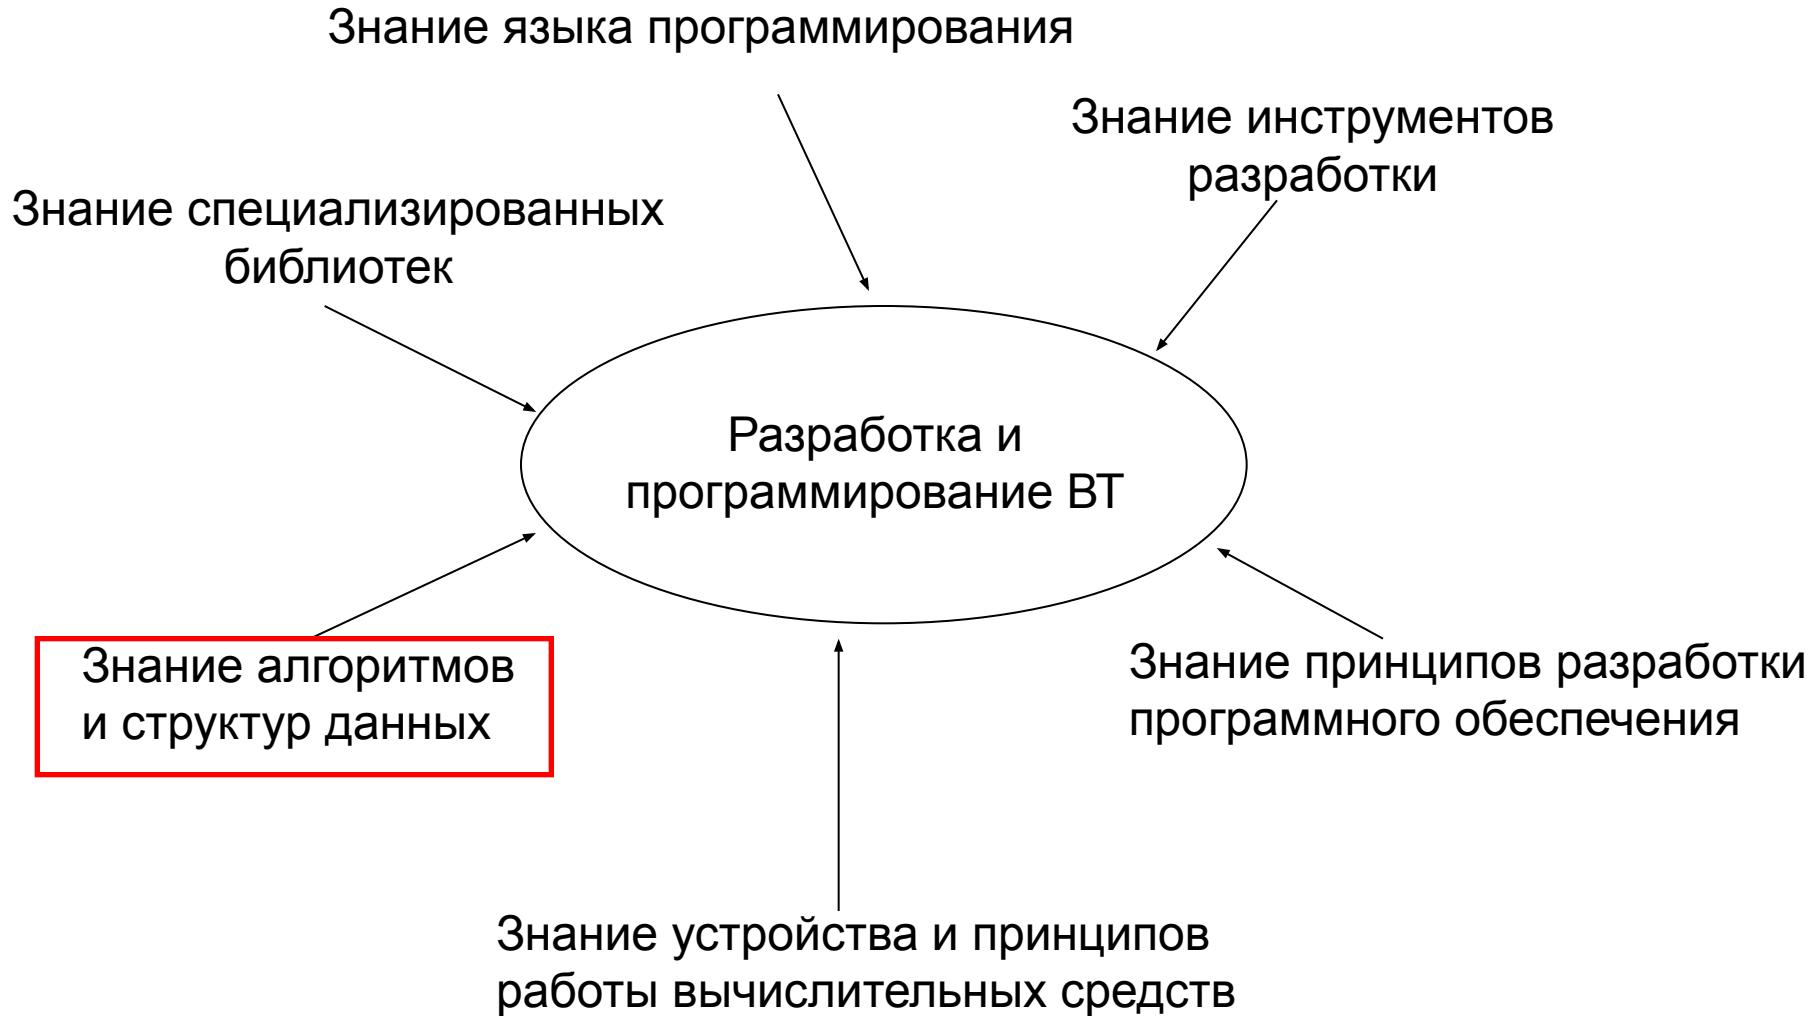 Знание языка программирования
Знание инструментов
разработки
Знание специализированных
библиотек
Разработка и
программирование ВТ
Знание алгоритмов
и структур данных
Знание принципов разработки
программного обеспечения
Знание устройства и принципов
работы вычислительных средств